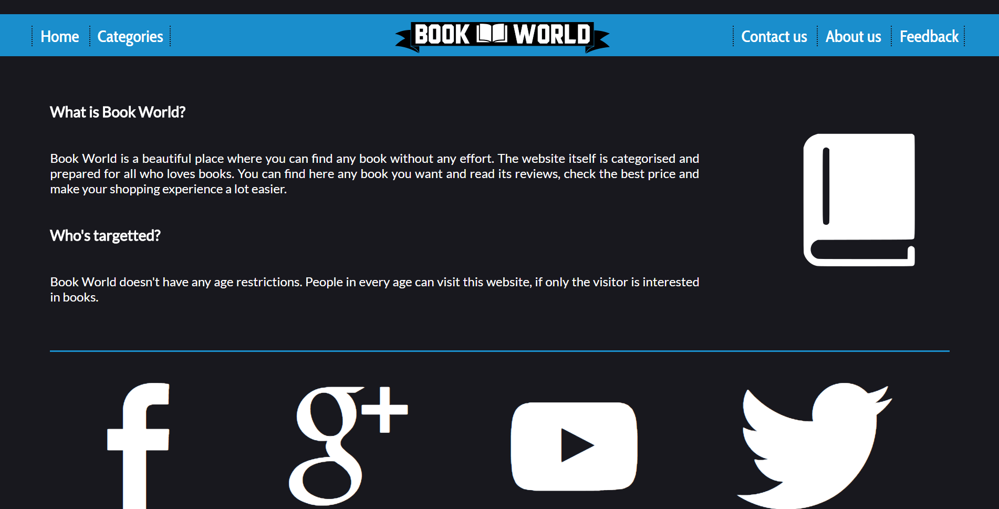 Home Categories BOOK WORLD Contact us About us Feedback
What is Book World?
Book World is a beautiful place where you can find any book without any effort. The website itself is categorised and
prepared for all who loves books. You can find here any book you want and read its reviews, check the best price and
make your shopping experience a lot easier.
Who's targetted?
Book World doesn't have any age restrictions. People in every age can visit this website, if only the visitor is interested
in books.
f g+